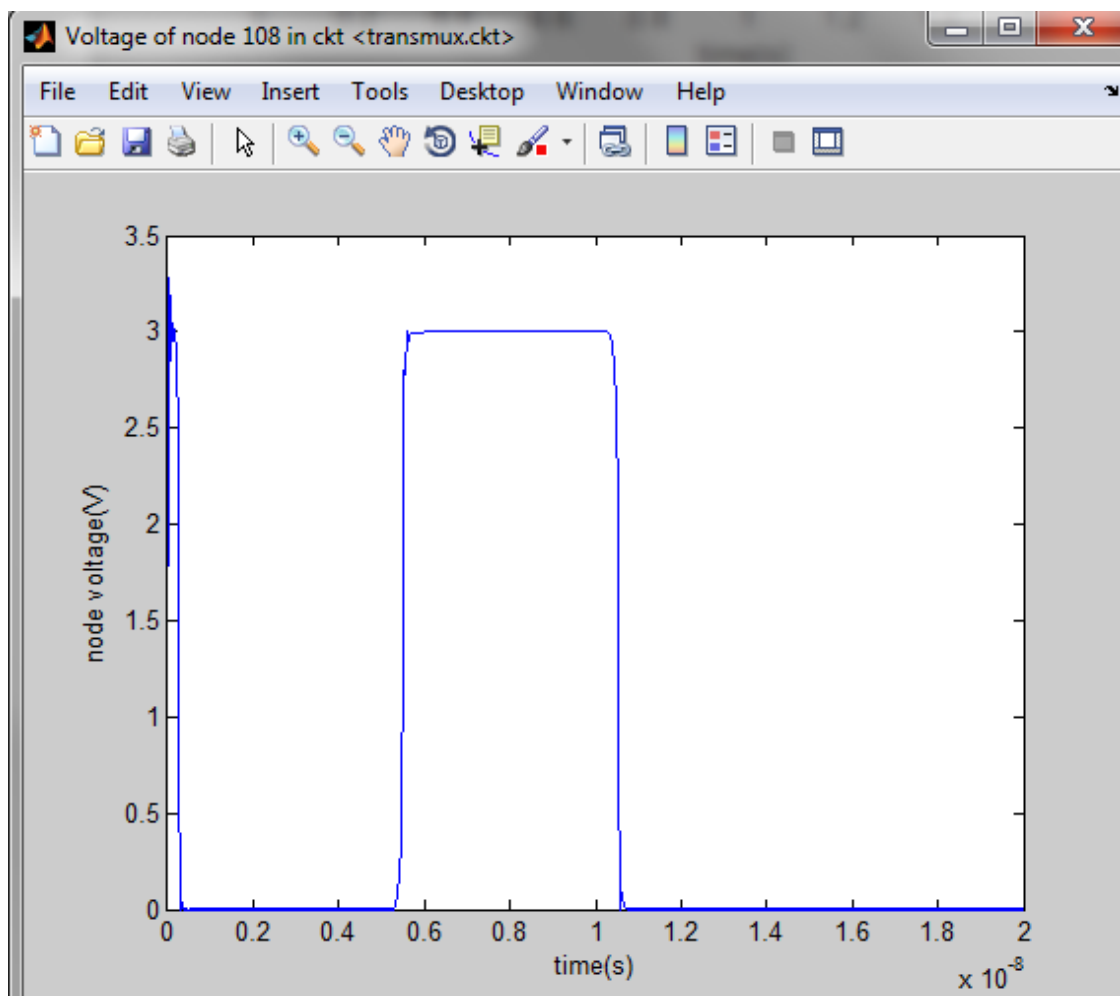 Voltage of node 108 in ckt <transmux.ckt>
File Edit View Insert Tools Desktop Window Help
3.5
3
2.5
2
1.5
1
0.5
0
node voltage(V)
0 0.2 0.4 0.6 0.8 1 1.2 1.4 1.6 1.8 2
time(s)
x 10^-8